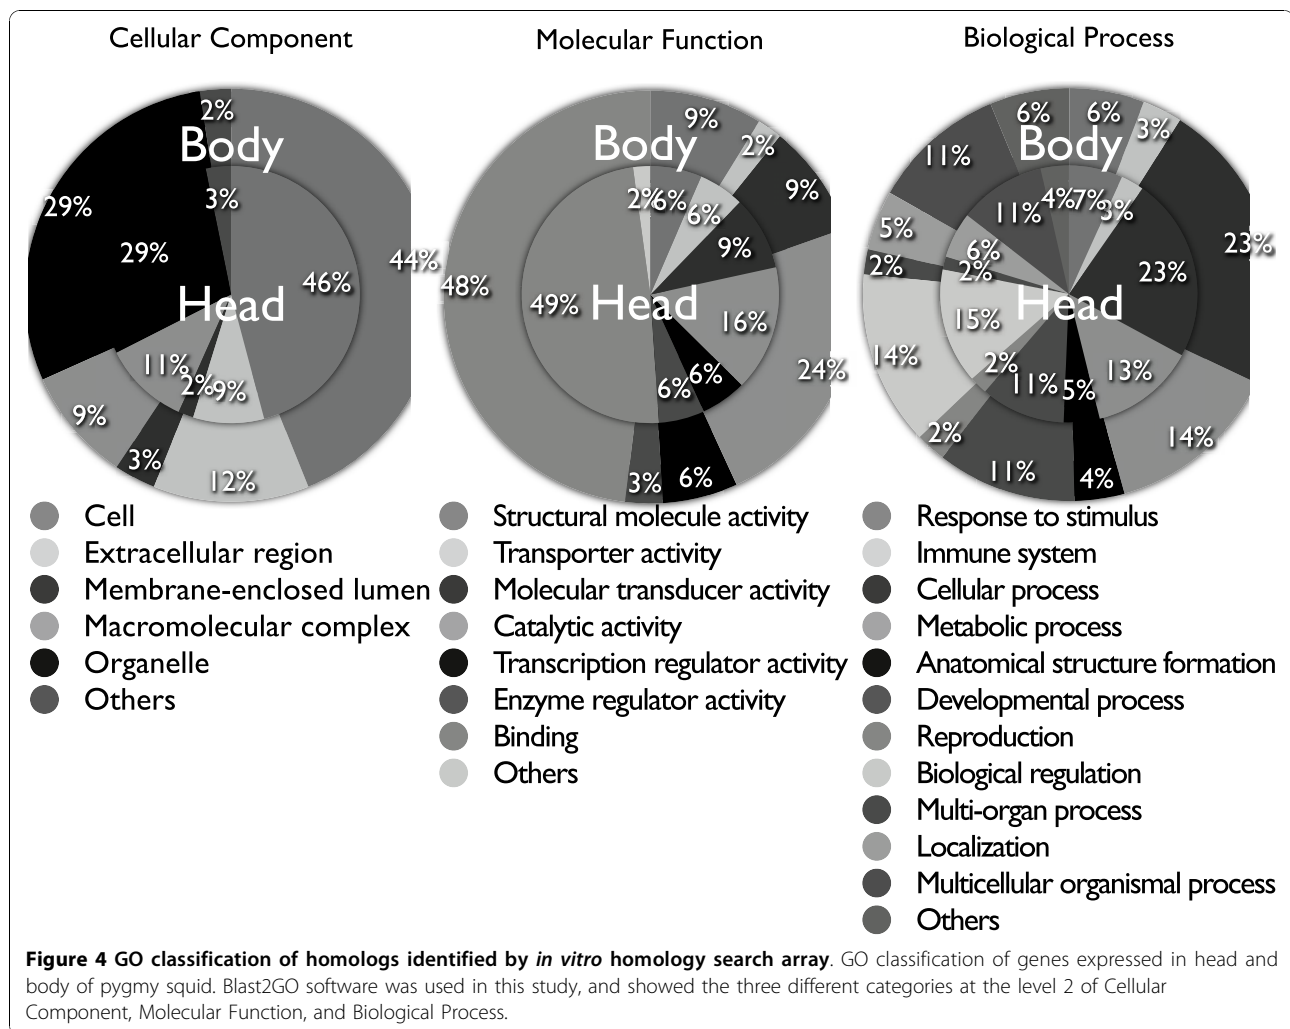 Cellular Component
Molecular Function
Biological Process
Body
Head
2%
3%
29%
29%
46%
44%
11%
2%
9%
9%
3%
12%
Body
Head
9%
2%
9%
2%
6%
6%
9%
48%
49%
16%
24%
6%
6%
3%
6%
Body
Head
6%
6%
3%
11%
4%
7%
3%
11%
5%
6%
2%
2%
23%
23%
15%
14%
2%
11%
5%
13%
2%
11%
4%
14%
Cell
Extracellular region
Membrane-enclosed lumen
Macromolecular complex
Organelle
Others
Structural molecule activity
Transporter activity
Molecular transducer activity
Catalytic activity
Transcription regulator activity
Enzyme regulator activity
Binding
Others
Response to stimulus
Immune system
Cellular process
Metabolic process
Anatomical structure formation
Developmental process
Reproduction
Biological regulation
Multi-organ process
Localization
Multicellular organismal process
Others
Figure 4 GO classification of homologs identified by in vitro homology search array. GO classification of genes expressed in head and
body of pygmy squid. Blast2GO software was used in this study, and showed the three different categories at the level 2 of Cellular
Component, Molecular Function, and Biological Process.